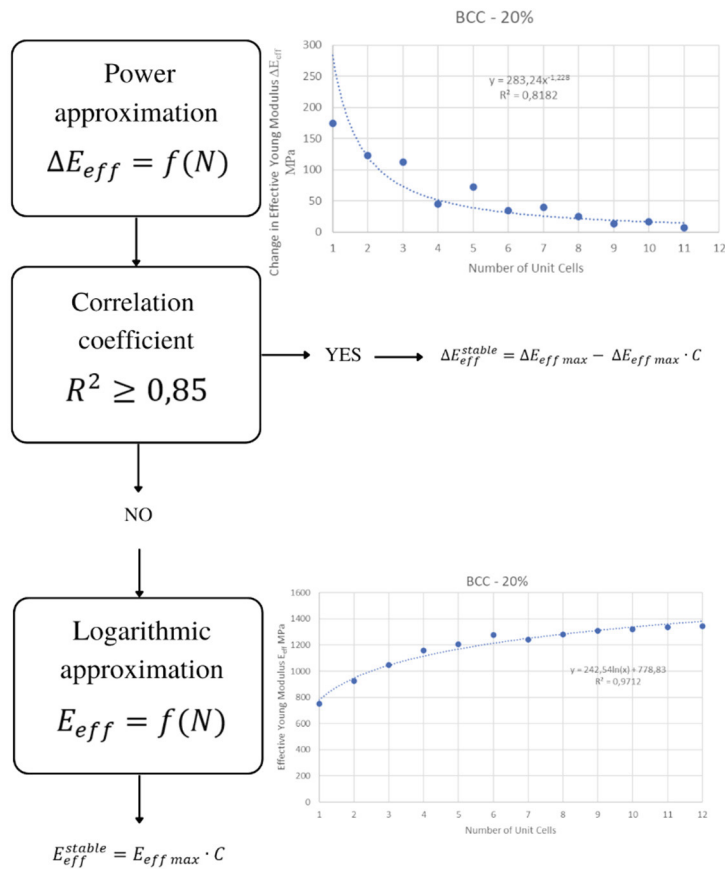 Power
approximation
ΔE_eff = f(N)
BCC - 20%
Change in Effective Young Modulus ΔE_eff
MPa
300
250
200
150
100
50
0
y = 283,24x^-1,228
R² = 0,8182
1 2 3 4 5 6 7 8 9 10 11 12
Number of Unit Cells
Correlation
coefficient
R² ≥ 0,85
YES
ΔE_eff^stable = ΔE_eff max − ΔE_eff max · C
NO
Logarithmic
approximation
E_eff = f(N)
BCC - 20%
Effective Young Modulus E_eff MPa
1600
1400
1200
1000
800
600
400
200
0
y = 242,54ln(x) + 778,83
R² = 0,9712
1 2 3 4 5 6 7 8 9 10 11 12
Number of Unit Cells
E_eff^stable = E_eff max · C